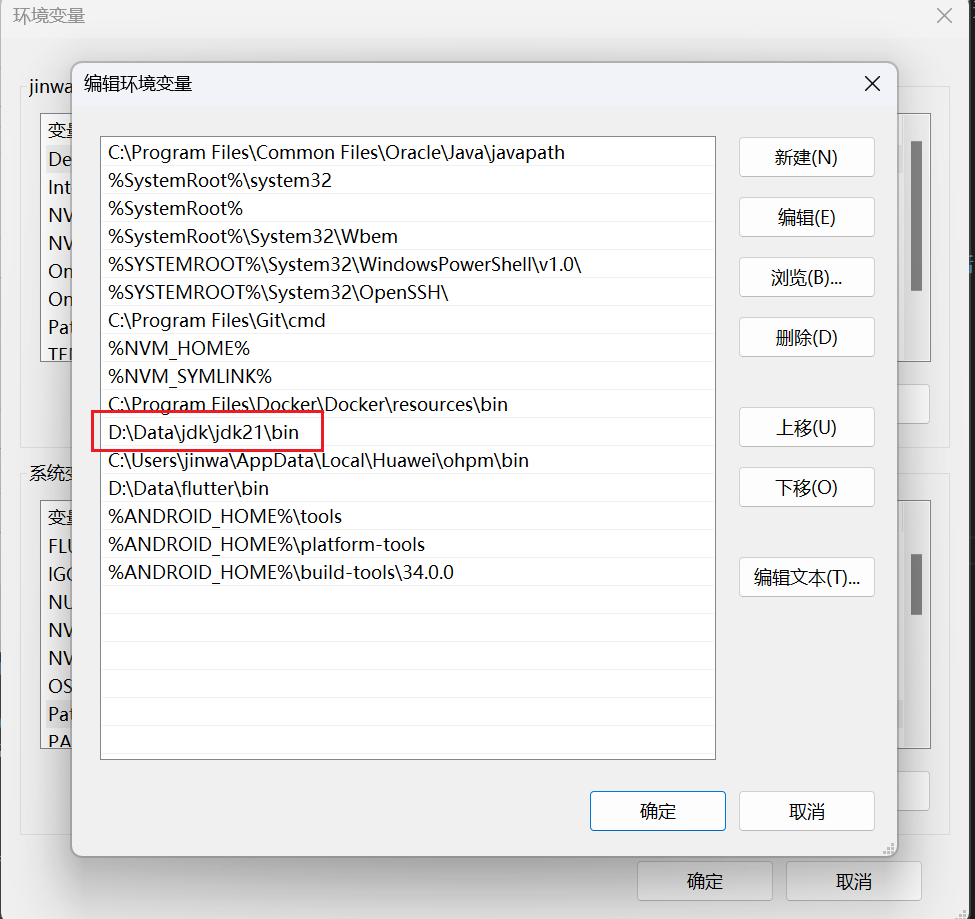 环境变量
jinwa
编辑环境变量
C:\Program Files\Common Files\Oracle\Java\javapath
%SystemRoot%\system32
%SystemRoot%
%SystemRoot%\System32\Wbem
%SYSTEMROOT%\System32\WindowsPowerShell\v1.0\
%SYSTEMROOT%\System32\OpenSSH\
C:\Program Files\Git\cmd
%NVM_HOME%
%NVM_SYMLINK%
C:\Program Files\Docker\Docker\resources\bin
D:\Data\jdk\jdk21\bin
C:\Users\jinwa\AppData\Local\Huawei\ohpm\bin
D:\Data\flutter\bin
%ANDROID_HOME%\tools
%ANDROID_HOME%\platform-tools
%ANDROID_HOME%\build-tools\34.0.0
新建(N)
编辑(E)
浏览(B)...
删除(D)
上移(U)
下移(O)
编辑文本(T)...
确定
取消
变
De
Int
NV
NV
On
On
Pat
TEM
系统变
变
FLU
IGC
NU
NV
NV
OS
Pat
PA
确定
取消